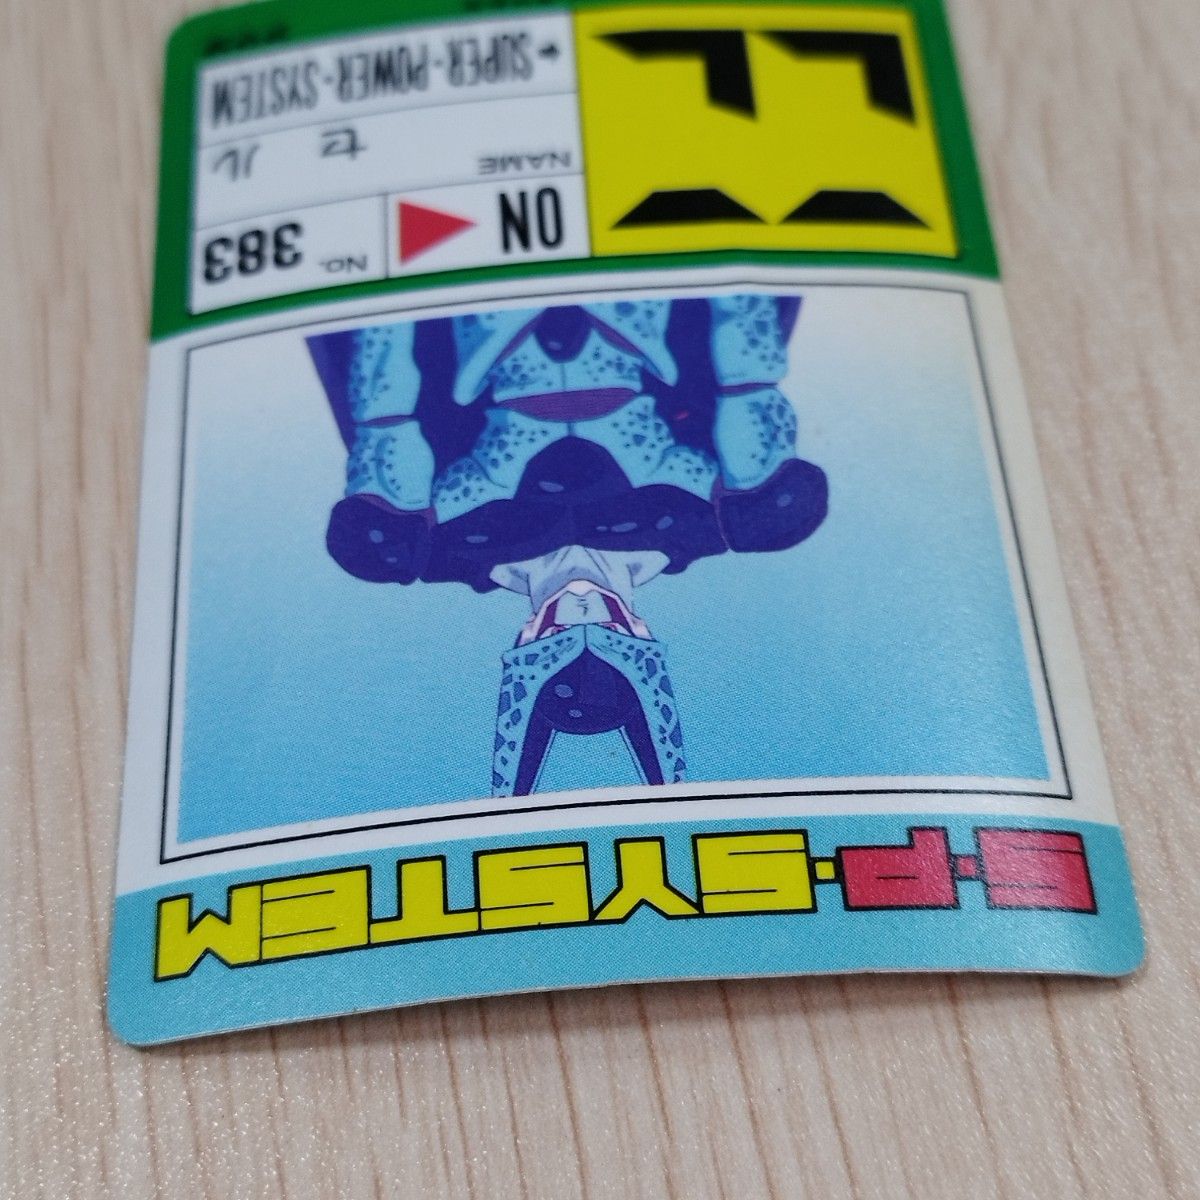 S·P·SYSTEM
ON
No. 383
NAME
セル
SUPER·POWER·SYSTEM